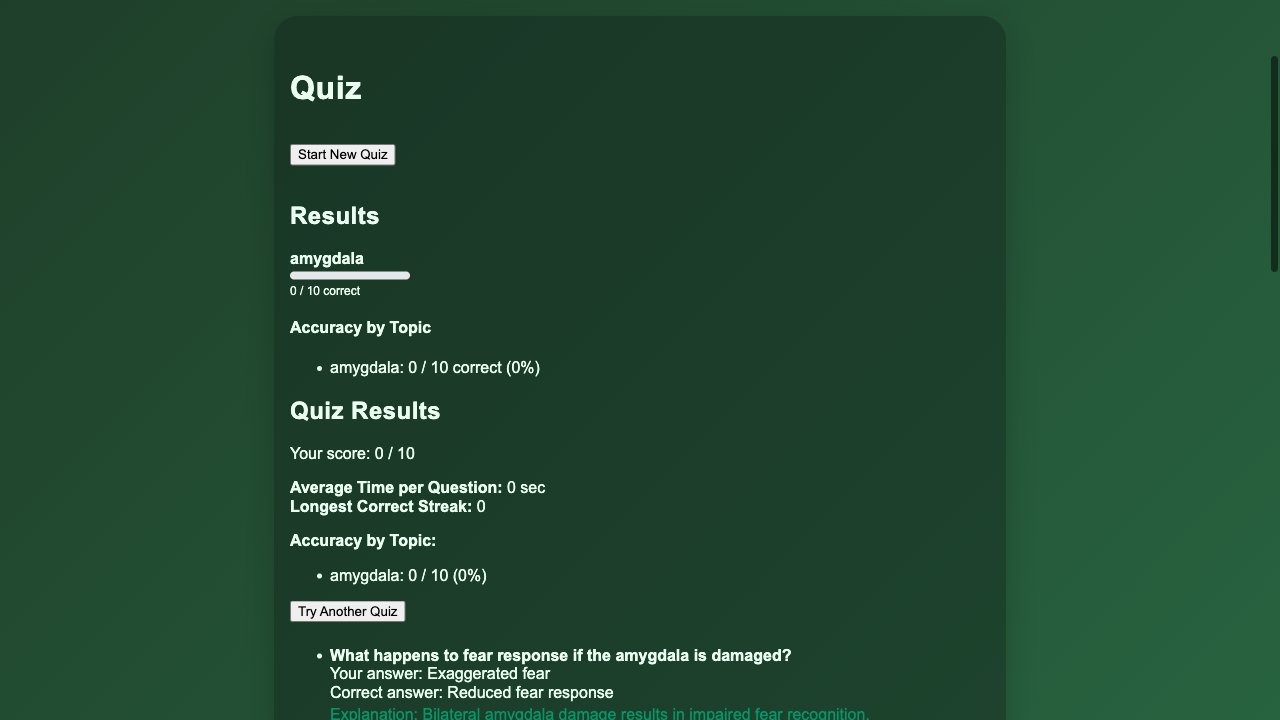 Quiz
Start New Quiz
Results
amygdala
0 / 10 correct
Accuracy by Topic
• amygdala: 0 / 10 correct (0%)
Quiz Results
Your score: 0 / 10
Average Time per Question: 0 sec
Longest Correct Streak: 0
Accuracy by Topic:
• amygdala: 0 / 10 (0%)
Try Another Quiz
• What happens to fear response if the amygdala is damaged?
Your answer: Exaggerated fear
Correct answer: Reduced fear response
Explanation: Bilateral amygdala damage results in impaired fear recognition.